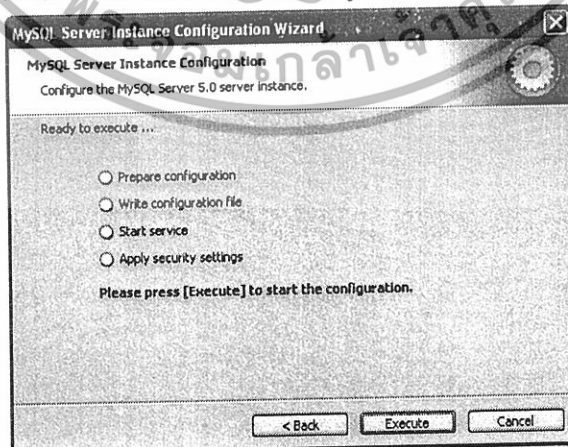 MySQL Server Instance Configuration Wizard
MySQL Server Instance Configuration
Configure the MySQL Server 5.0 server instance.
Ready to execute ...
Prepare configuration
Write configuration file
Start service
Apply security settings
Please press [Execute] to start the configuration.
< Back
Execute
Cancel